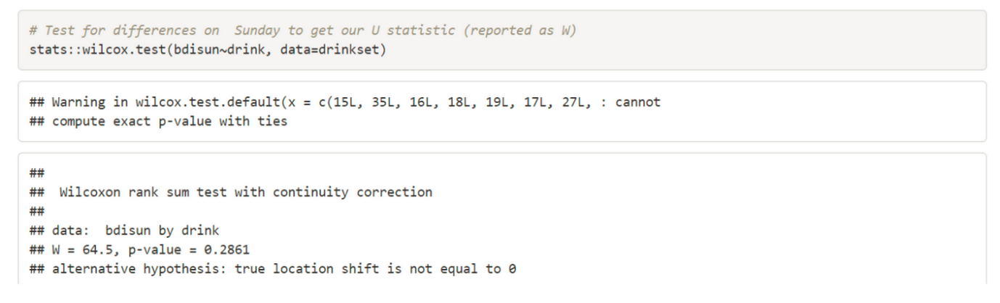 # Test for differences on  Sunday to get our U statistic (reported as W)
stats::wilcox.test(bdisun~drink, data=drinkset)
## Warning in wilcox.test.default(x = c(15L, 35L, 16L, 18L, 19L, 17L, 27L, : cannot
## compute exact p-value with ties
##
##  Wilcoxon rank sum test with continuity correction
##
## data:  bdisun by drink
## W = 64.5, p-value = 0.2861
## alternative hypothesis: true location shift is not equal to 0